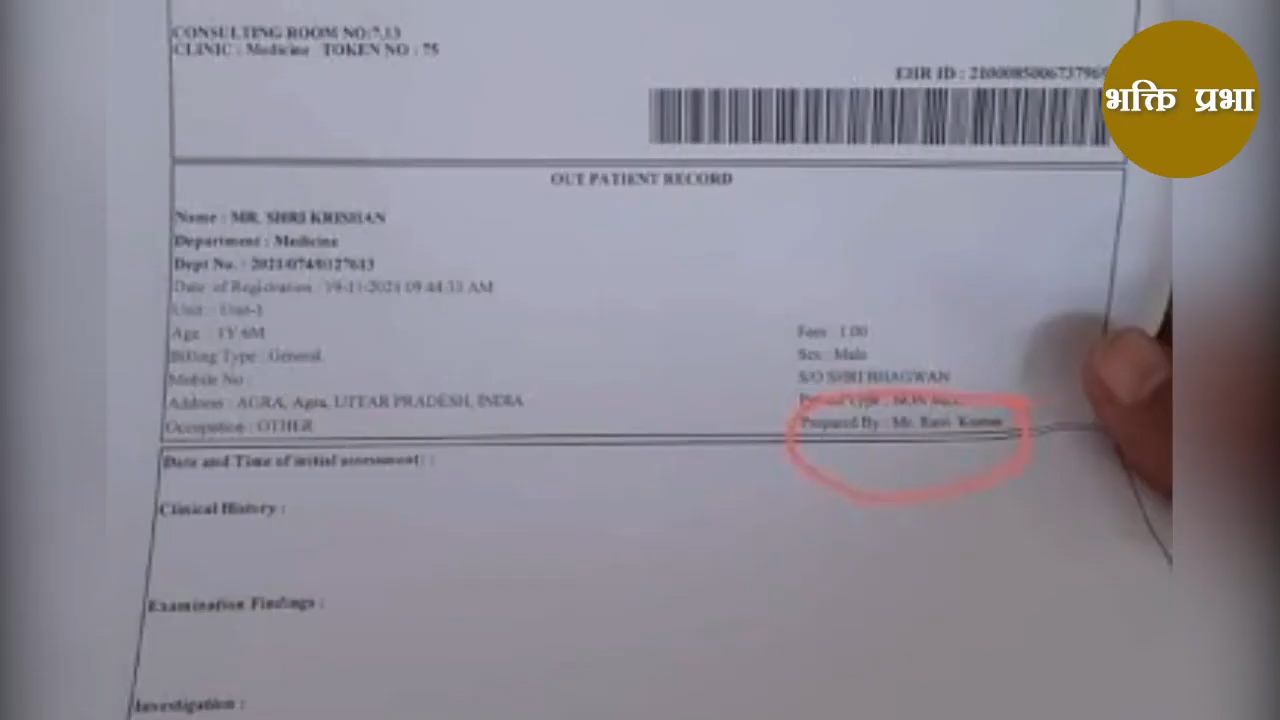 CONSULTING ROOM NO:7,13
CLINIC : Medicine TOKEN NO : 75
EHR ID :
भक्ति प्रभा
OUT PATIENT RECORD
Name : MR. SHRI KRISHAN
Department : Medicine
Dept No. : 2021/074/0127613
Date of Registration : 19-11-2021 09:44:33 AM
Unit : Unit-1
Age : 1Y 6M
Fees : 1.00
Billing Type : General
Sex : Male
Mobile No :
S/O SHRI BHAGWAN
Address : AGRA, Agra, UTTAR PRADESH, INDIA
Type : NON
Occupation : OTHER
Prepared By : Mr. Ravi Kumar
Date and Time of initial assessment: :
Clinical History :
Examination Findings :
Investigation :